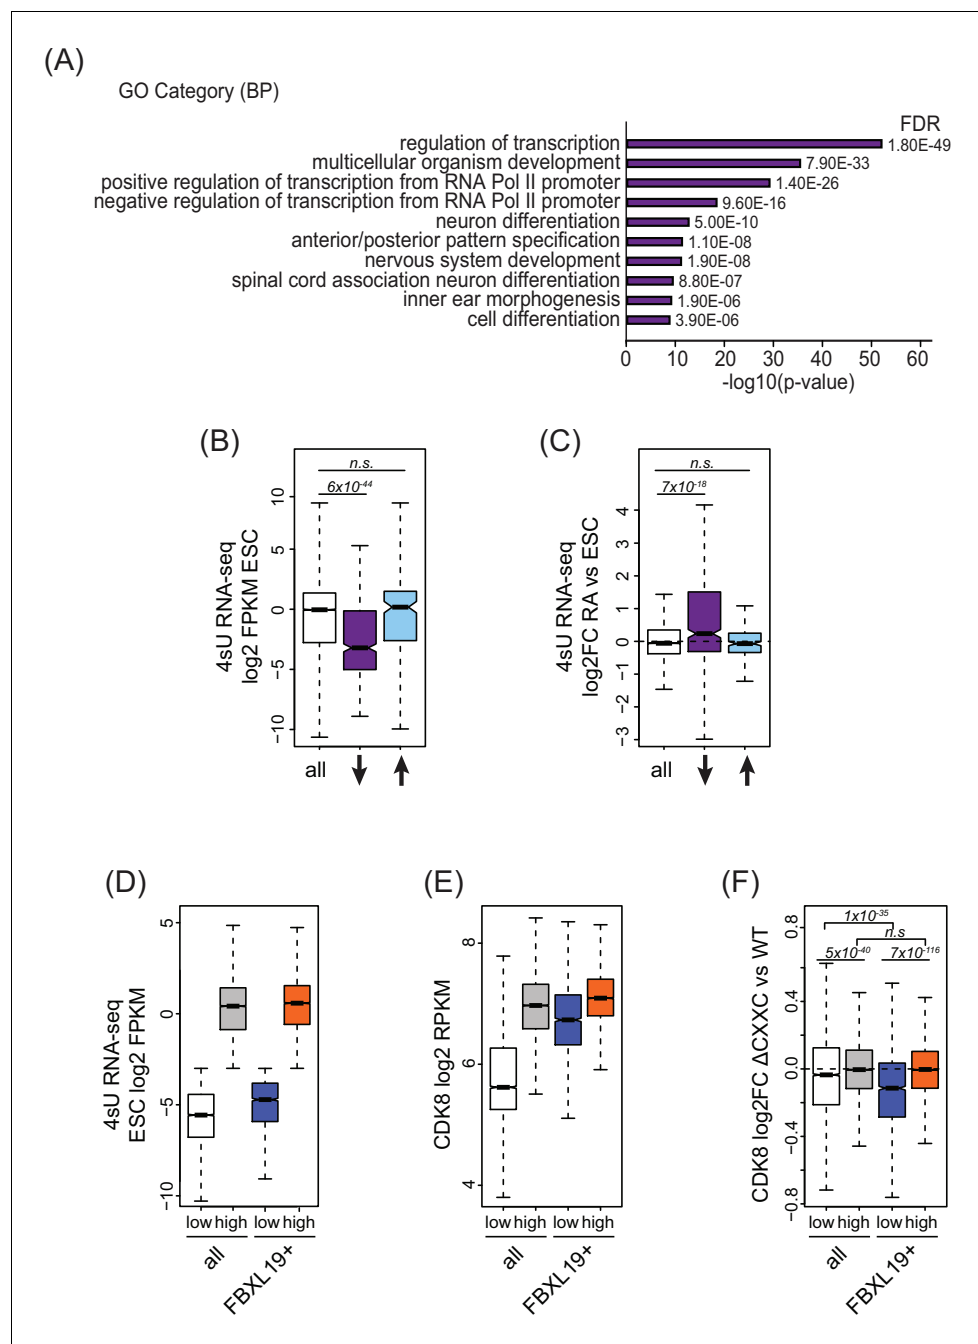 (A)
GO Category (BP)
FDR
regulation of transcription 1.80E-49
multicellular organism development 7.90E-33
positive regulation of transcription from RNA Pol II promoter 1.40E-26
negative regulation of transcription from RNA Pol II promoter 9.60E-16
neuron differentiation 5.00E-10
anterior/posterior pattern specification 1.10E-08
nervous system development 1.90E-08
spinal cord association neuron differentiation 8.80E-07
inner ear morphogenesis 1.90E-06
cell differentiation 3.90E-06
0 10 20 30 40 50 60
-log10(p-value)
(B)
4sU RNA-seq
log2 FPKM ESC
10
5
0
−5
−10
n.s.
6x10⁻⁴⁴
all
(C)
4sU RNA-seq
log2FC RA vs ESC
4
3
2
1
0
−1
−2
−3
n.s.
7x10⁻¹⁸
all
(D)
4sU RNA-seq
ESC log2 FPKM
5
0
−5
−10
low high low high
all FBXL19+
(E)
CDK8 log2 RPKM
8
6
4
low high low high
all FBXL19+
(F)
CDK8 log2FC ΔCXXC vs WT
0.8
0.4
0.0
−0.4
−0.8
1x10⁻³⁵
n.s
5x10⁻⁴⁰ 7x10⁻¹¹⁶
low high low high
all FBXL19+